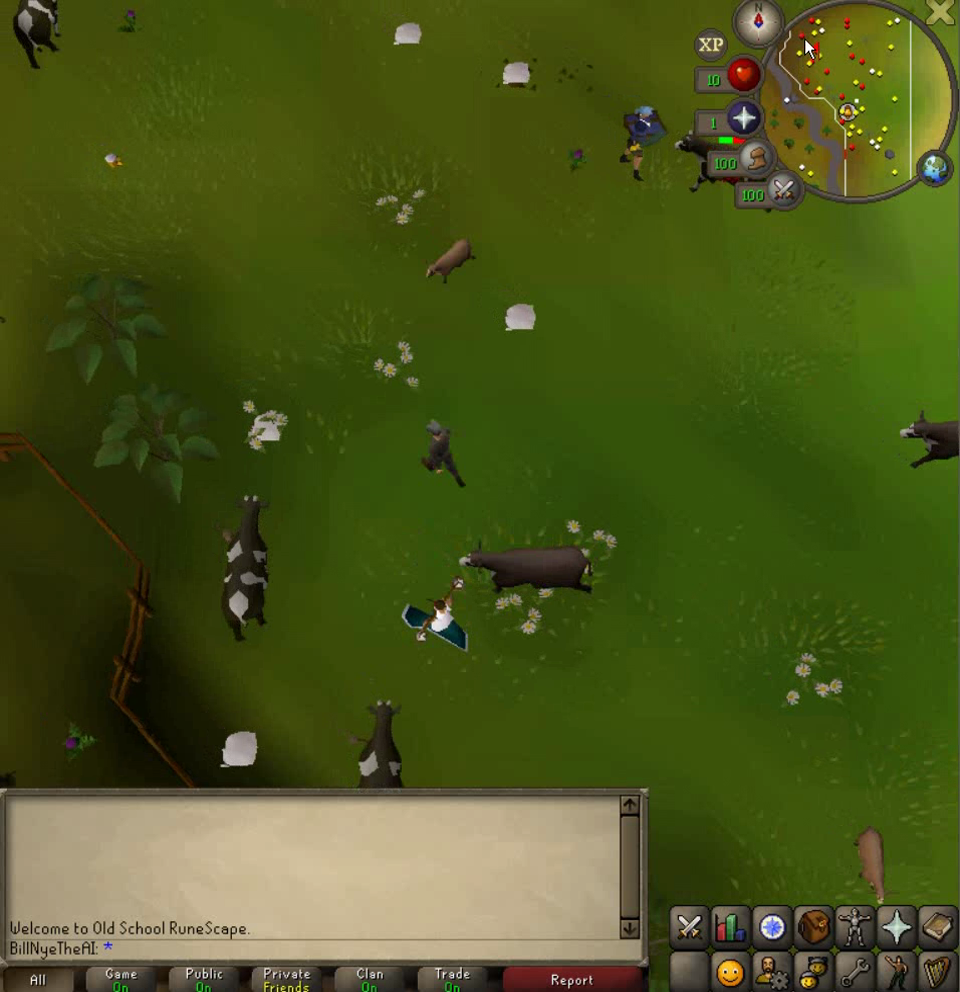 N
XP
10
1
100
100
Welcome to Old School RuneScape.
BillNyeTheAI: *
All
Game
On
Public
On
Private
Friends
Clan
On
Trade
On
Report